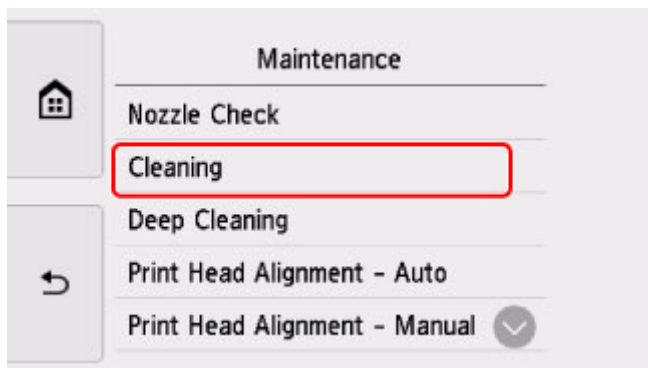 Maintenance
Nozzle Check
Cleaning
Deep Cleaning
Print Head Alignment - Auto
Print Head Alignment - Manual